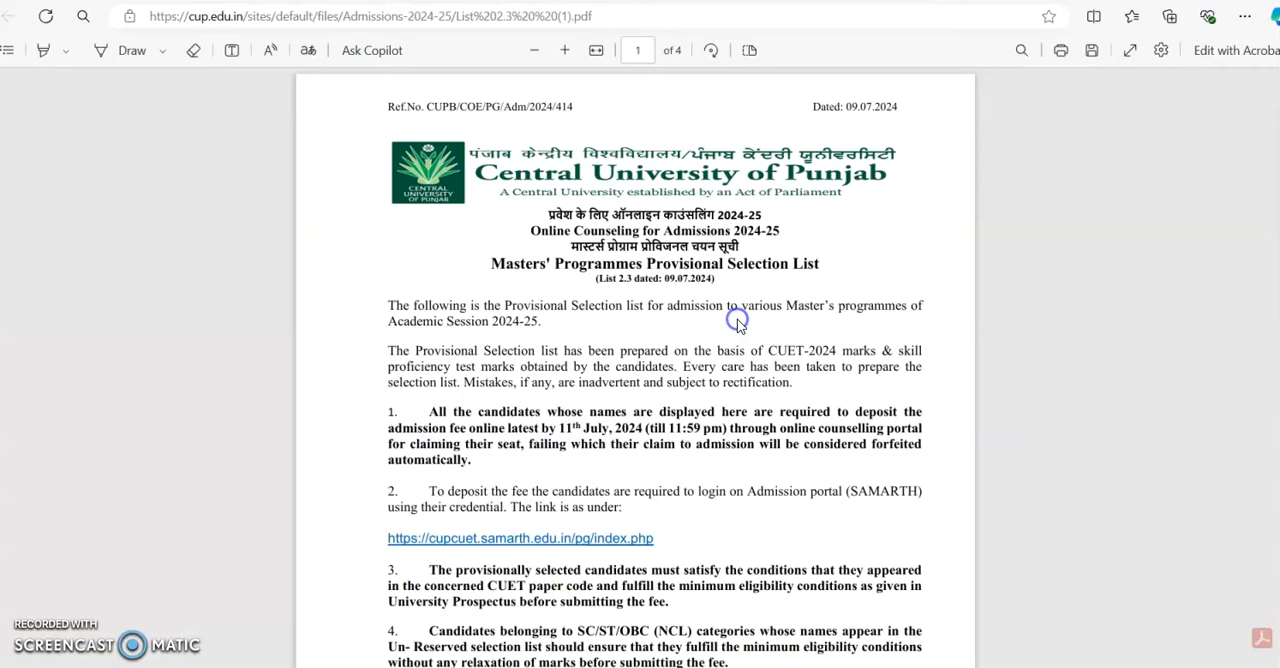 https://cup.edu.in/sites/default/files/Admissions-2024-25/List%202.3%20%20(1).pdf
Draw
Ask Copilot
1 of 4
Edit with Acroba
Ref.No. CUPB/COE/PG/Adm/2024/414 Dated: 09.07.2024
पंजाब केन्द्रीय विश्वविद्यालय/ਪੰਜਾਬ ਕੇਂਦਰੀ ਯੂਨੀਵਰਸਿਟੀ
Central University of Punjab
A Central University established by an Act of Parliament
CENTRAL
UNIVERSITY
OF PUNJAB
प्रवेश के लिए ऑनलाइन काउंसलिंग 2024-25
Online Counseling for Admissions 2024-25
मास्टर्स प्रोग्राम प्रोविजनल चयन सूची
Masters' Programmes Provisional Selection List
(List 2.3 dated: 09.07.2024)
The following is the Provisional Selection list for admission to various Master's programmes of
Academic Session 2024-25.
The Provisional Selection list has been prepared on the basis of CUET-2024 marks & skill
proficiency test marks obtained by the candidates. Every care has been taken to prepare the
selection list. Mistakes, if any, are inadvertent and subject to rectification.
1. All the candidates whose names are displayed here are required to deposit the
admission fee online latest by 11th July, 2024 (till 11:59 pm) through online counselling portal
for claiming their seat, failing which their claim to admission will be considered forfeited
automatically.
2. To deposit the fee the candidates are required to login on Admission portal (SAMARTH)
using their credential. The link is as under:
https://cupcuet.samarth.edu.in/pg/index.php
3. The provisionally selected candidates must satisfy the conditions that they appeared
in the concerned CUET paper code and fulfill the minimum eligibility conditions as given in
University Prospectus before submitting the fee.
4. Candidates belonging to SC/ST/OBC (NCL) categories whose names appear in the
Un- Reserved selection list should ensure that they fulfill the minimum eligibility conditions
without any relaxation of marks before submitting the fee.
RECORDED WITH
SCREENCAST MATIC